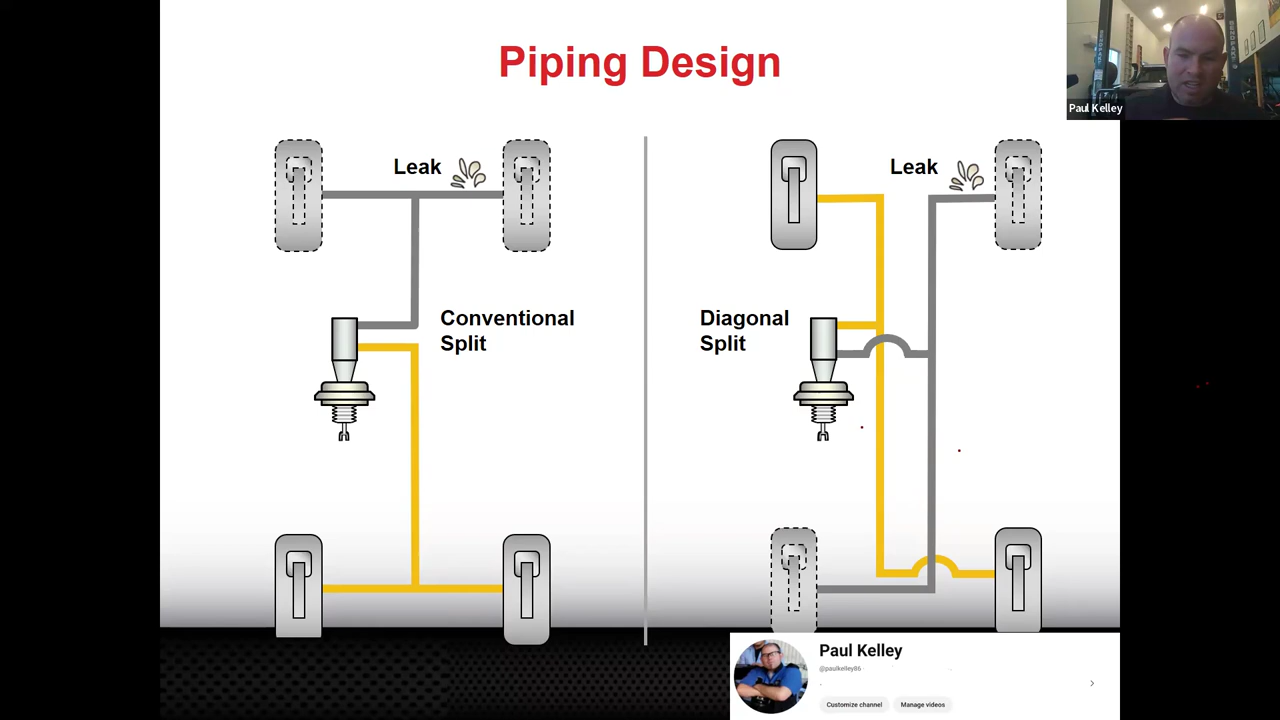 Piping Design
Paul Kelley
Leak
Leak
Conventional
Split
Diagonal
Split
Paul Kelley
@paulkelley86
Customize channel
Manage videos